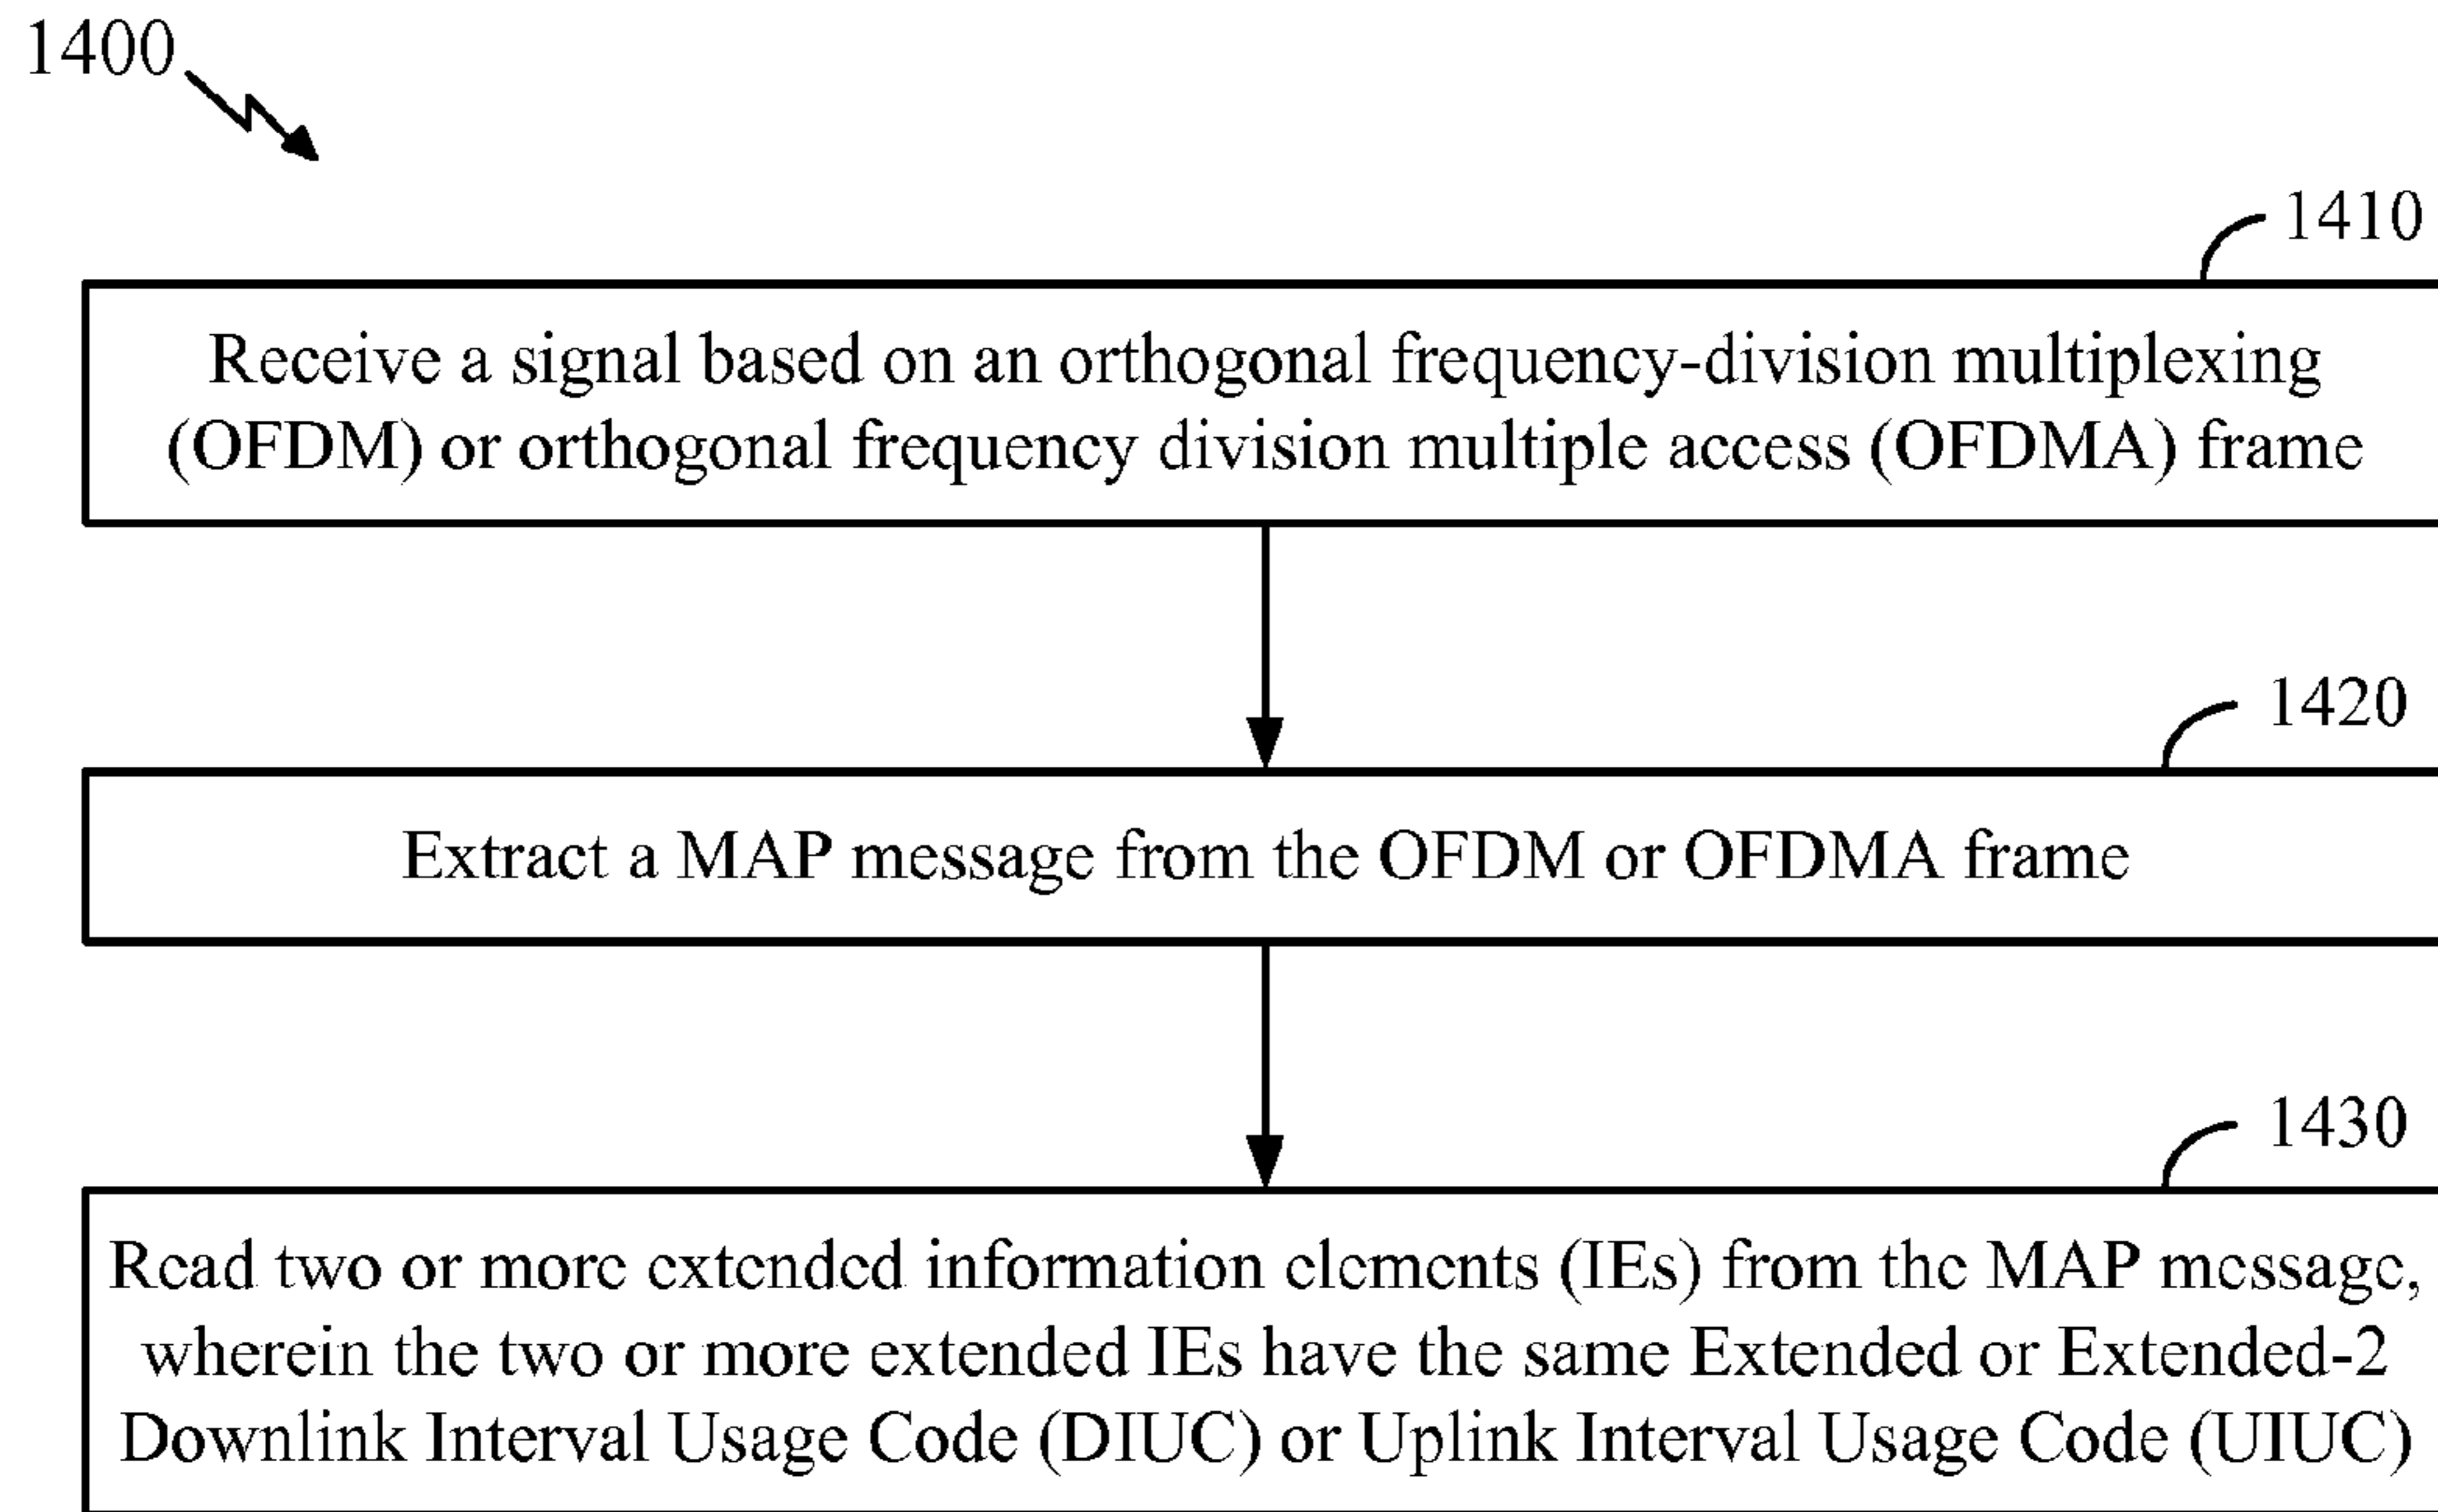 1400
1410
Receive a signal based on an orthogonal frequency-division multiplexing
(OFDM) or orthogonal frequency division multiple access (OFDMA) frame
1420
Extract a MAP message from the OFDM or OFDMA frame
1430
Read two or more extended information elements (IEs) from the MAP message,
wherein the two or more extended IEs have the same Extended or Extended-2
Downlink Interval Usage Code (DIUC) or Uplink Interval Usage Code (UIUC)